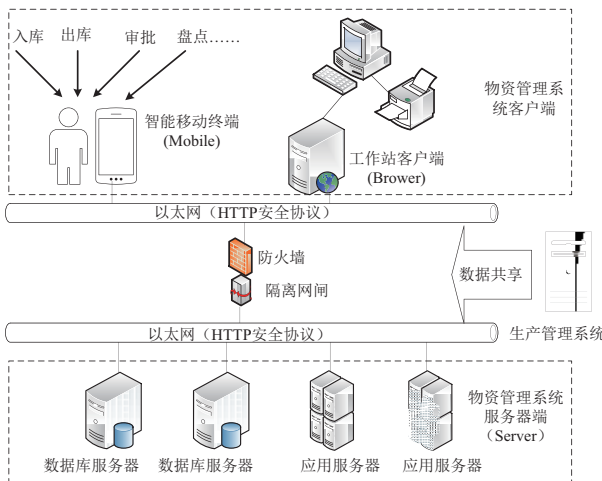 入库
出库
审批
盘点……
智能移动终端
(Mobile)
物资管理系
统客户端
工作站客户端
(Brower)
以太网（HTTP安全协议）
防火墙
隔离网闸
数据共享
以太网（HTTP安全协议）
生产管理系统
物资管理系统
服务器端
（Server）
数据库服务器
数据库服务器
应用服务器
应用服务器